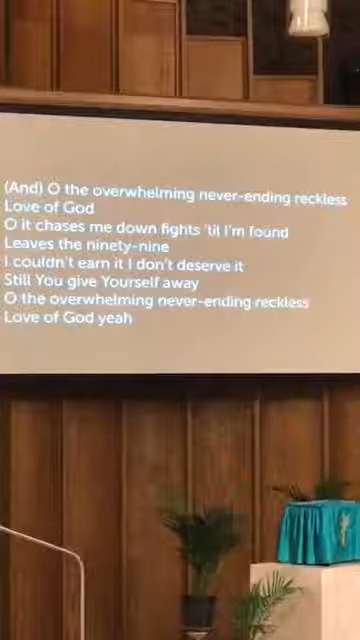 (And) O the overwhelming never-ending reckless
Love of God
O it chases me down fights 'til I'm found
Leaves the ninety-nine
I couldn't earn it I don't deserve it
Still You give Yourself away
O the overwhelming never-ending reckless
Love of God yeah